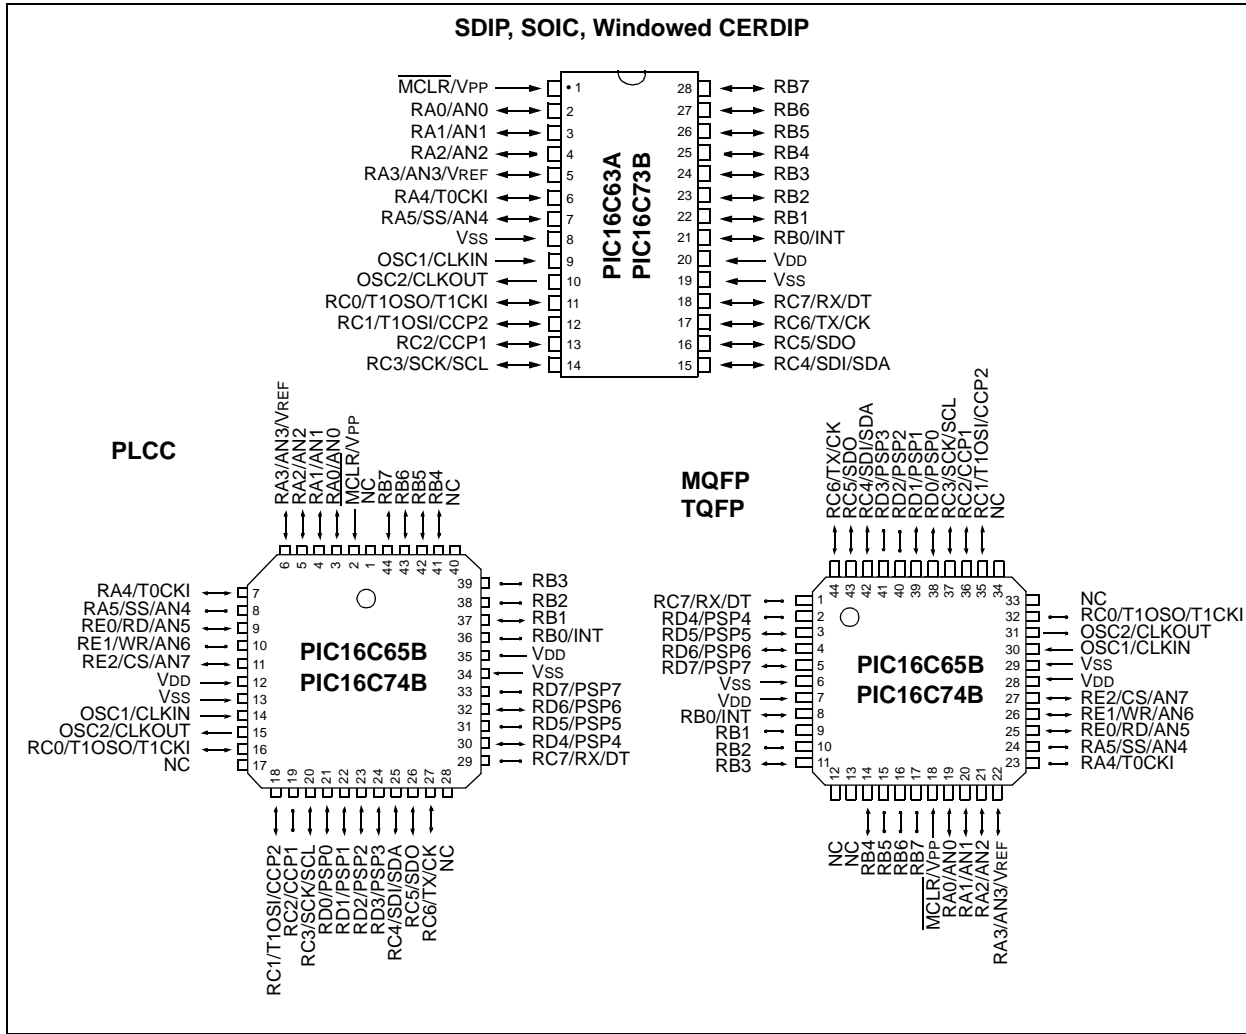 SDIP, SOIC, Windowed CERDIP
MCLR/VPP
RA0/AN0
RA1/AN1
RA2/AN2
RA3/AN3/VREF
RA4/T0CKI
RA5/SS/AN4
VSS
OSC1/CLKIN
OSC2/CLKOUT
RC0/T1OSO/T1CKI
RC1/T1OSI/CCP2
RC2/CCP1
RC3/SCK/SCL
• 1
2
3
4
5
6
7
8
9
10
11
12
13
14
PIC16C63A
PIC16C73B
28
27
26
25
24
23
22
21
20
19
18
17
16
15
RB7
RB6
RB5
RB4
RB3
RB2
RB1
RB0/INT
VDD
VSS
RC7/RX/DT
RC6/TX/CK
RC5/SDO
RC4/SDI/SDA
PLCC
RA3/AN3/VREF
RA2/AN2
RA1/AN1
RA0/AN0
MCLR/VPP
NC
RB7
RB6
RB5
RB4
NC
6
5
4
3
2
1
44
43
42
41
40
RA4/T0CKI
RA5/SS/AN4
RE0/RD/AN5
RE1/WR/AN6
RE2/CS/AN7
VDD
VSS
OSC1/CLKIN
OSC2/CLKOUT
RC0/T1OSO/T1CKI
NC
7
8
9
10
11
12
13
14
15
16
17
PIC16C65B
PIC16C74B
39
38
37
36
35
34
33
32
31
30
29
RB3
RB2
RB1
RB0/INT
VDD
VSS
RD7/PSP7
RD6/PSP6
RD5/PSP5
RD4/PSP4
RC7/RX/DT
18
19
20
21
22
23
24
25
26
27
28
RC1/T1OSI/CCP2
RC2/CCP1
RC3/SCK/SCL
RD0/PSP0
RD1/PSP1
RD2/PSP2
RD3/PSP3
RC4/SDI/SDA
RC5/SDO
RC6/TX/CK
NC
MQFP
TQFP
RC6/TX/CK
RC5/SDO
RC4/SDI/SDA
RD3/PSP3
RD2/PSP2
RD1/PSP1
RD0/PSP0
RC3/SCK/SCL
RC2/CCP1
RC1/T1OSI/CCP2
NC
44
43
42
41
40
39
38
37
36
35
34
RC7/RX/DT
RD4/PSP4
RD5/PSP5
RD6/PSP6
RD7/PSP7
VSS
VDD
RB0/INT
RB1
RB2
RB3
1
2
3
4
5
6
7
8
9
10
11
PIC16C65B
PIC16C74B
33
32
31
30
29
28
27
26
25
24
23
NC
RC0/T1OSO/T1CKI
OSC2/CLKOUT
OSC1/CLKIN
VSS
VDD
RE2/CS/AN7
RE1/WR/AN6
RE0/RD/AN5
RA5/SS/AN4
RA4/T0CKI
12
13
14
15
16
17
18
19
20
21
22
NC
NC
RB4
RB5
RB6
RB7
MCLR/VPP
RA0/AN0
RA1/AN1
RA2/AN2
RA3/AN3/VREF